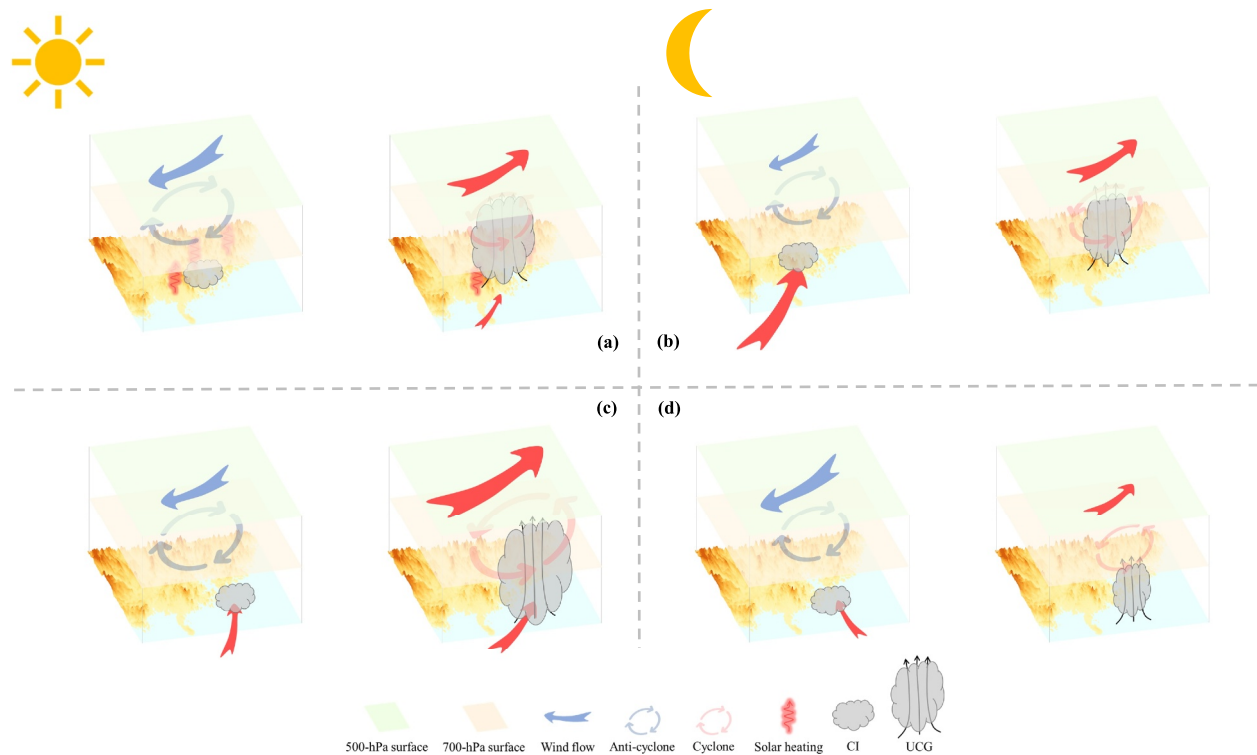 (a)
(b)
(c)
(d)
500-hPa surface
700-hPa surface
Wind flow
Anti-cyclone
Cyclone
Solar heating
CI
UCG